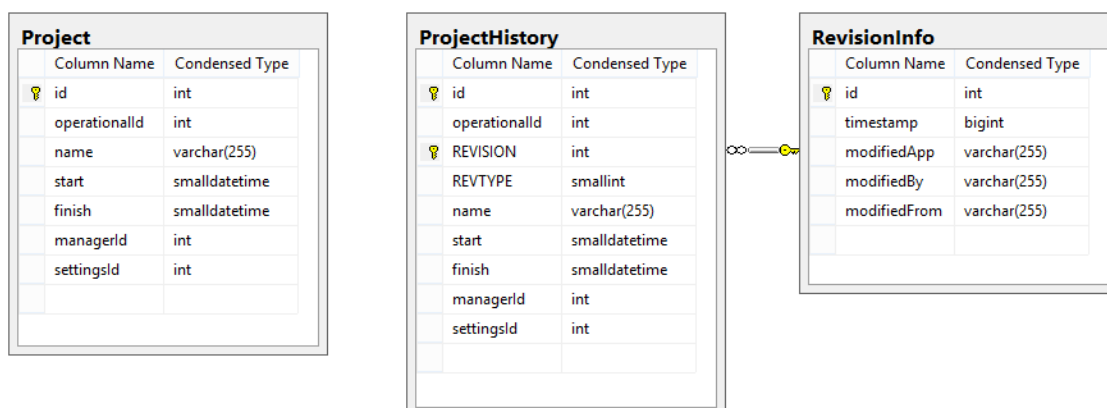 Project
Column Name Condensed Type
id int
operationalId int
name varchar(255)
start smalldatetime
finish smalldatetime
managerId int
settingsId int
ProjectHistory
Column Name Condensed Type
id int
operationalId int
REVISION int
REVTYPE smallint
name varchar(255)
start smalldatetime
finish smalldatetime
managerId int
settingsId int
RevisionInfo
Column Name Condensed Type
id int
timestamp bigint
modifiedApp varchar(255)
modifiedBy varchar(255)
modifiedFrom varchar(255)